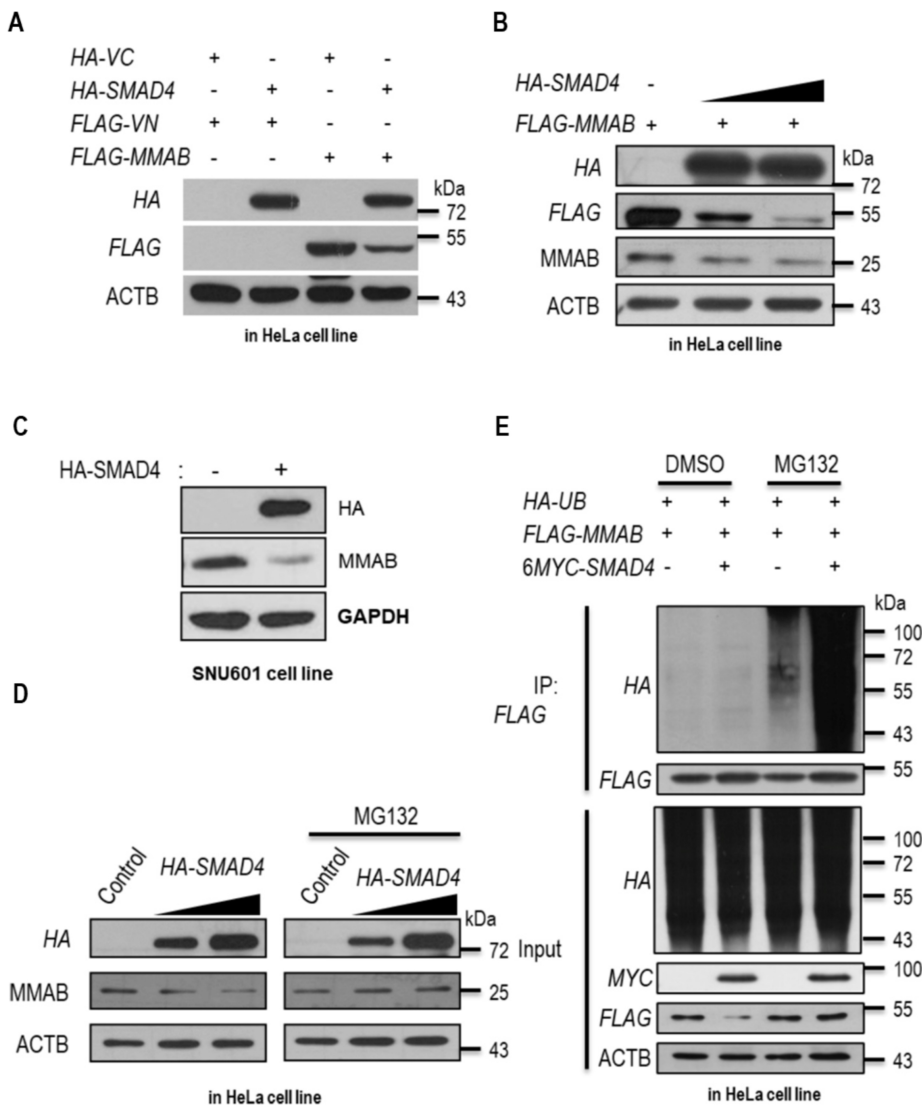 A
HA-VC + - + -
HA-SMAD4 - + - +
FLAG-VN + + - -
FLAG-MMAB - - + +
kDa
HA 72
FLAG 55
ACTB 43
in HeLa cell line
B
HA-SMAD4 -
FLAG-MMAB + + +
kDa
HA 72
FLAG 55
MMAB 25
ACTB 43
in HeLa cell line
C
HA-SMAD4 : - +
HA
MMAB
GAPDH
SNU601 cell line
D
MG132
Control HA-SMAD4 Control HA-SMAD4
kDa
HA 72
MMAB 25
ACTB 43
in HeLa cell line
E
DMSO MG132
HA-UB + + + +
FLAG-MMAB + + + +
6MYC-SMAD4 - + - +
kDa
IP:
FLAG
HA 100
72
55
43
FLAG 55
Input
HA 100
72
55
43
MYC 100
FLAG 55
ACTB 43
in HeLa cell line